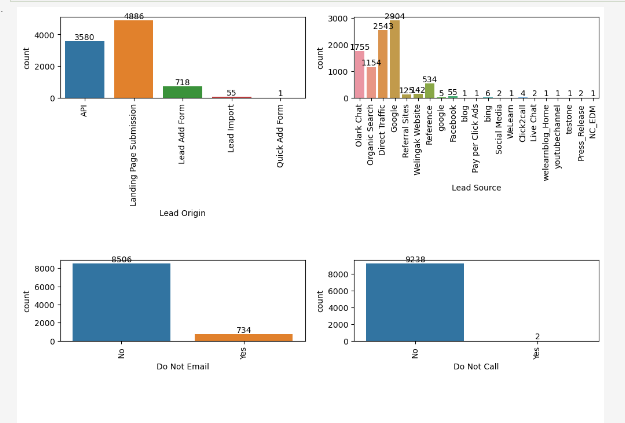 4886
3580
718
55
1
4000
2000
0
count
API
Landing Page Submission
Lead Add Form
Lead Import
Quick Add Form
Lead Origin
2904
2543
1755
1154
125
142
534
5
55
1
1
6
2
1
4
2
1
1
1
2
1
3000
2000
1000
0
count
Olark Chat
Organic Search
Direct Traffic
Google
Referral Sites
Welingak Website
Reference
google
Facebook
blog
Pay per Click Ads
bing
Social Media
WeLearn
Click2call
Live Chat
welearnblog_Home
youtubechannel
testone
Press_Release
NC_EDM
Lead Source
8506
734
8000
6000
4000
2000
0
count
No
Yes
Do Not Email
9238
2
8000
6000
4000
2000
0
count
No
Yes
Do Not Call